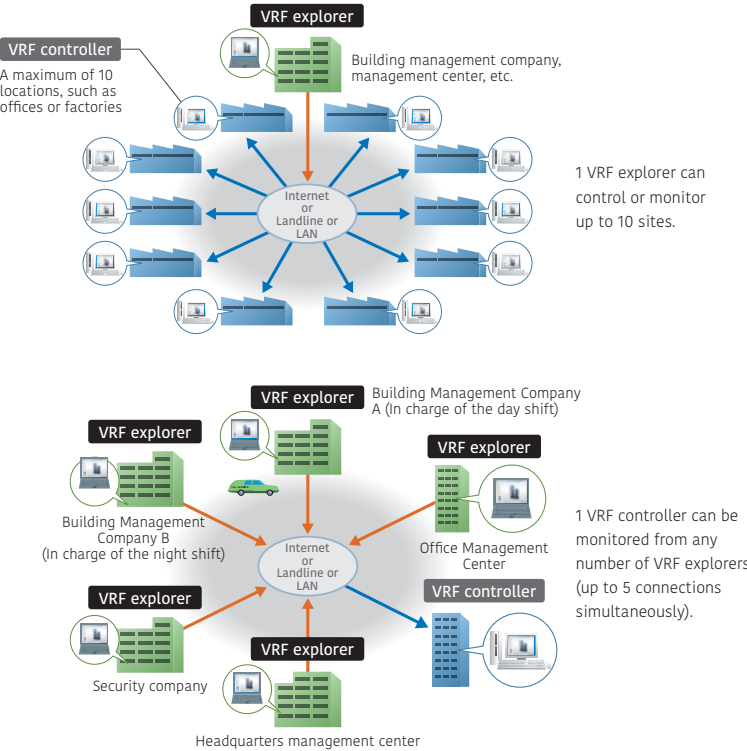 VRF explorer
VRF controller
A maximum of 10
locations, such as
offices or factories
Building management company,
management center, etc.
Internet
or
Landline or
LAN
1 VRF explorer can
control or monitor
up to 10 sites.
VRF explorer
Building Management Company
A (In charge of the day shift)
VRF explorer
Building Management
Company B
(In charge of the night shift)
VRF explorer
Office Management
Center
Internet
or
Landline or
LAN
VRF explorer
Security company
VRF controller
VRF explorer
Headquarters management center
1 VRF controller can be
monitored from any
number of VRF explorers
(up to 5 connections
simultaneously).